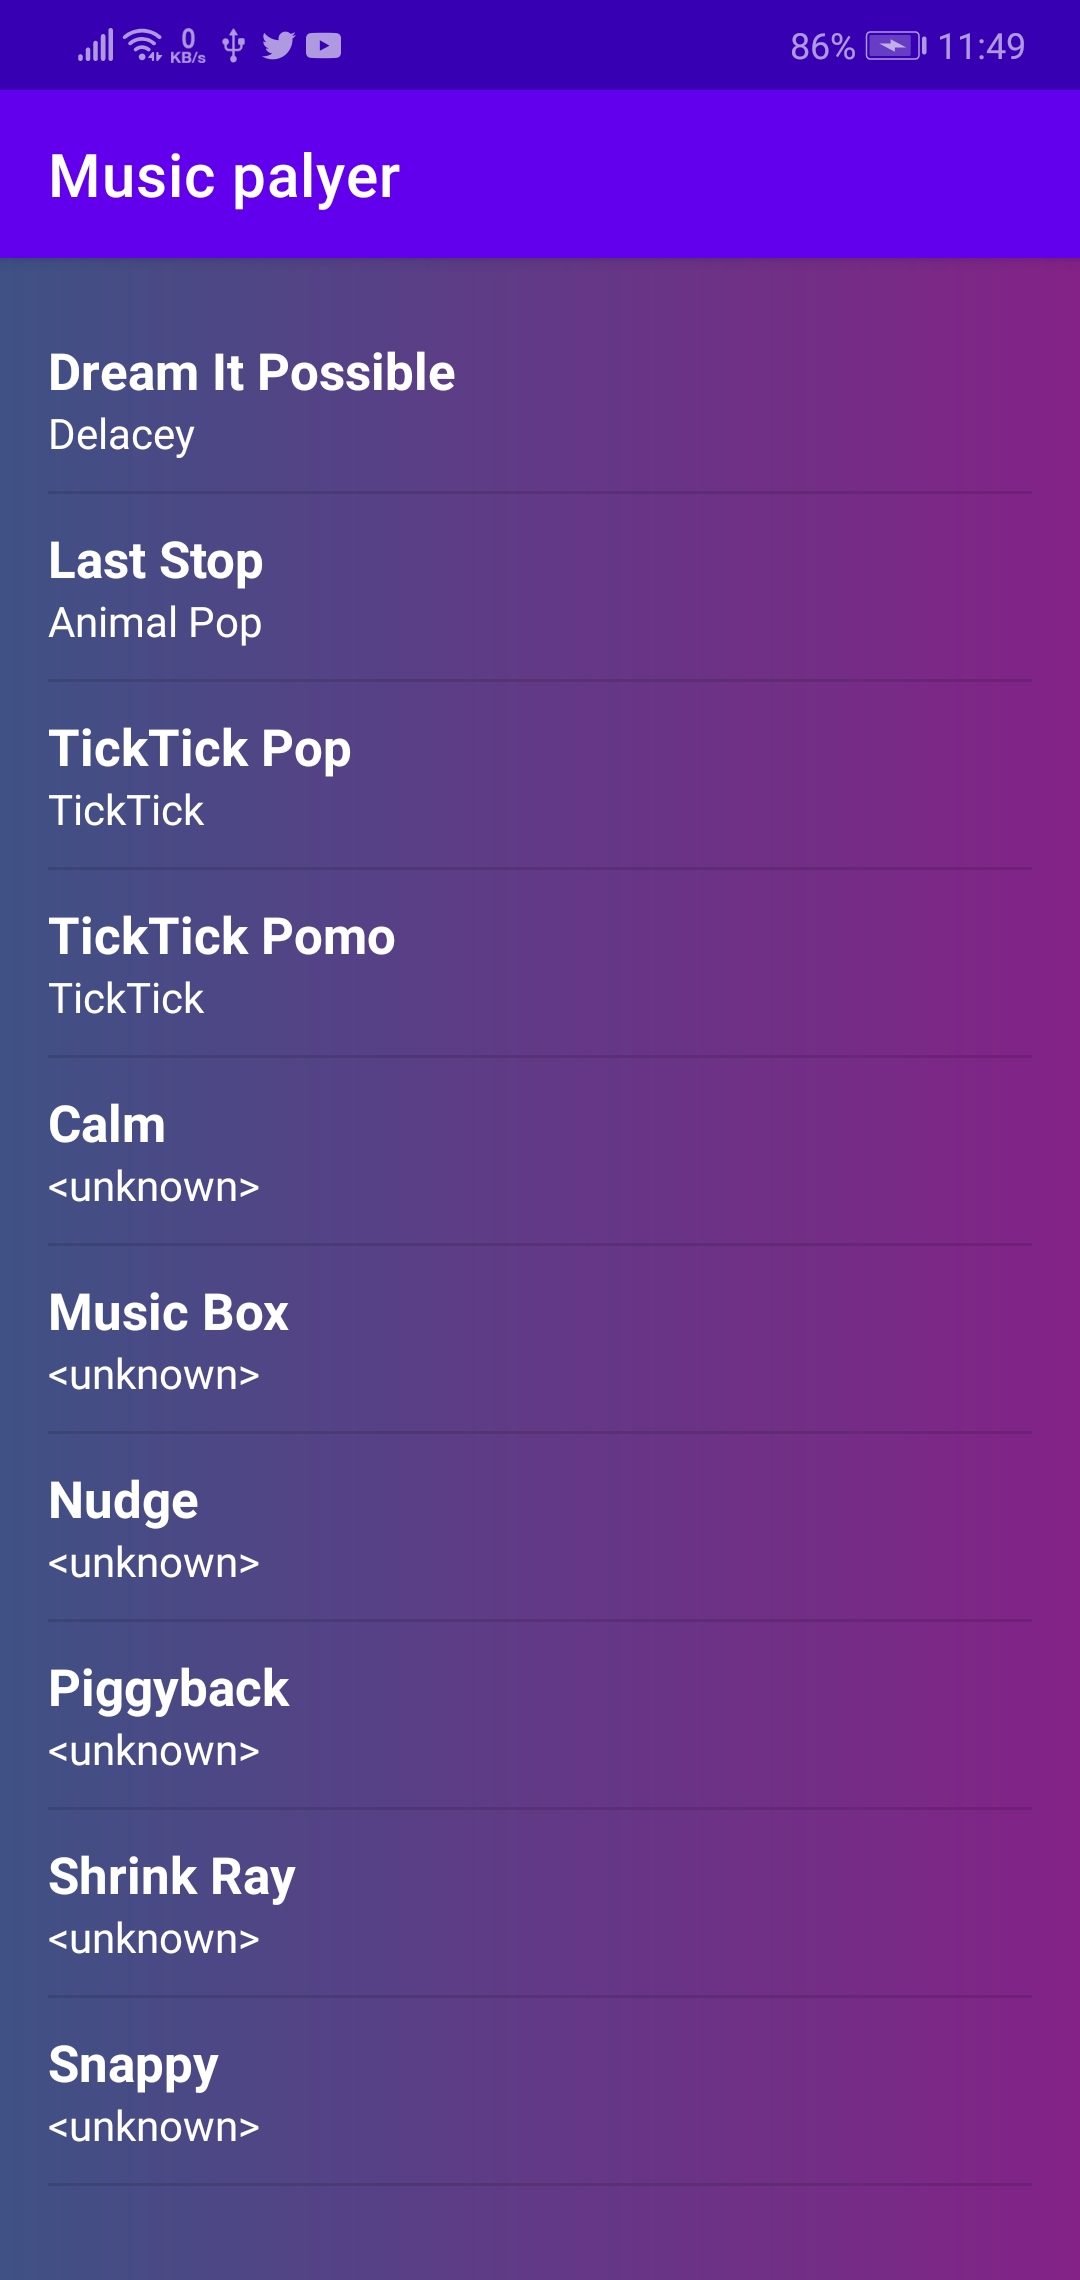 0
KB/s
86%
11:49
Music palyer
Dream It Possible
Delacey
Last Stop
Animal Pop
TickTick Pop
TickTick
TickTick Pomo
TickTick
Calm
<unknown>
Music Box
<unknown>
Nudge
<unknown>
Piggyback
<unknown>
Shrink Ray
<unknown>
Snappy
<unknown>